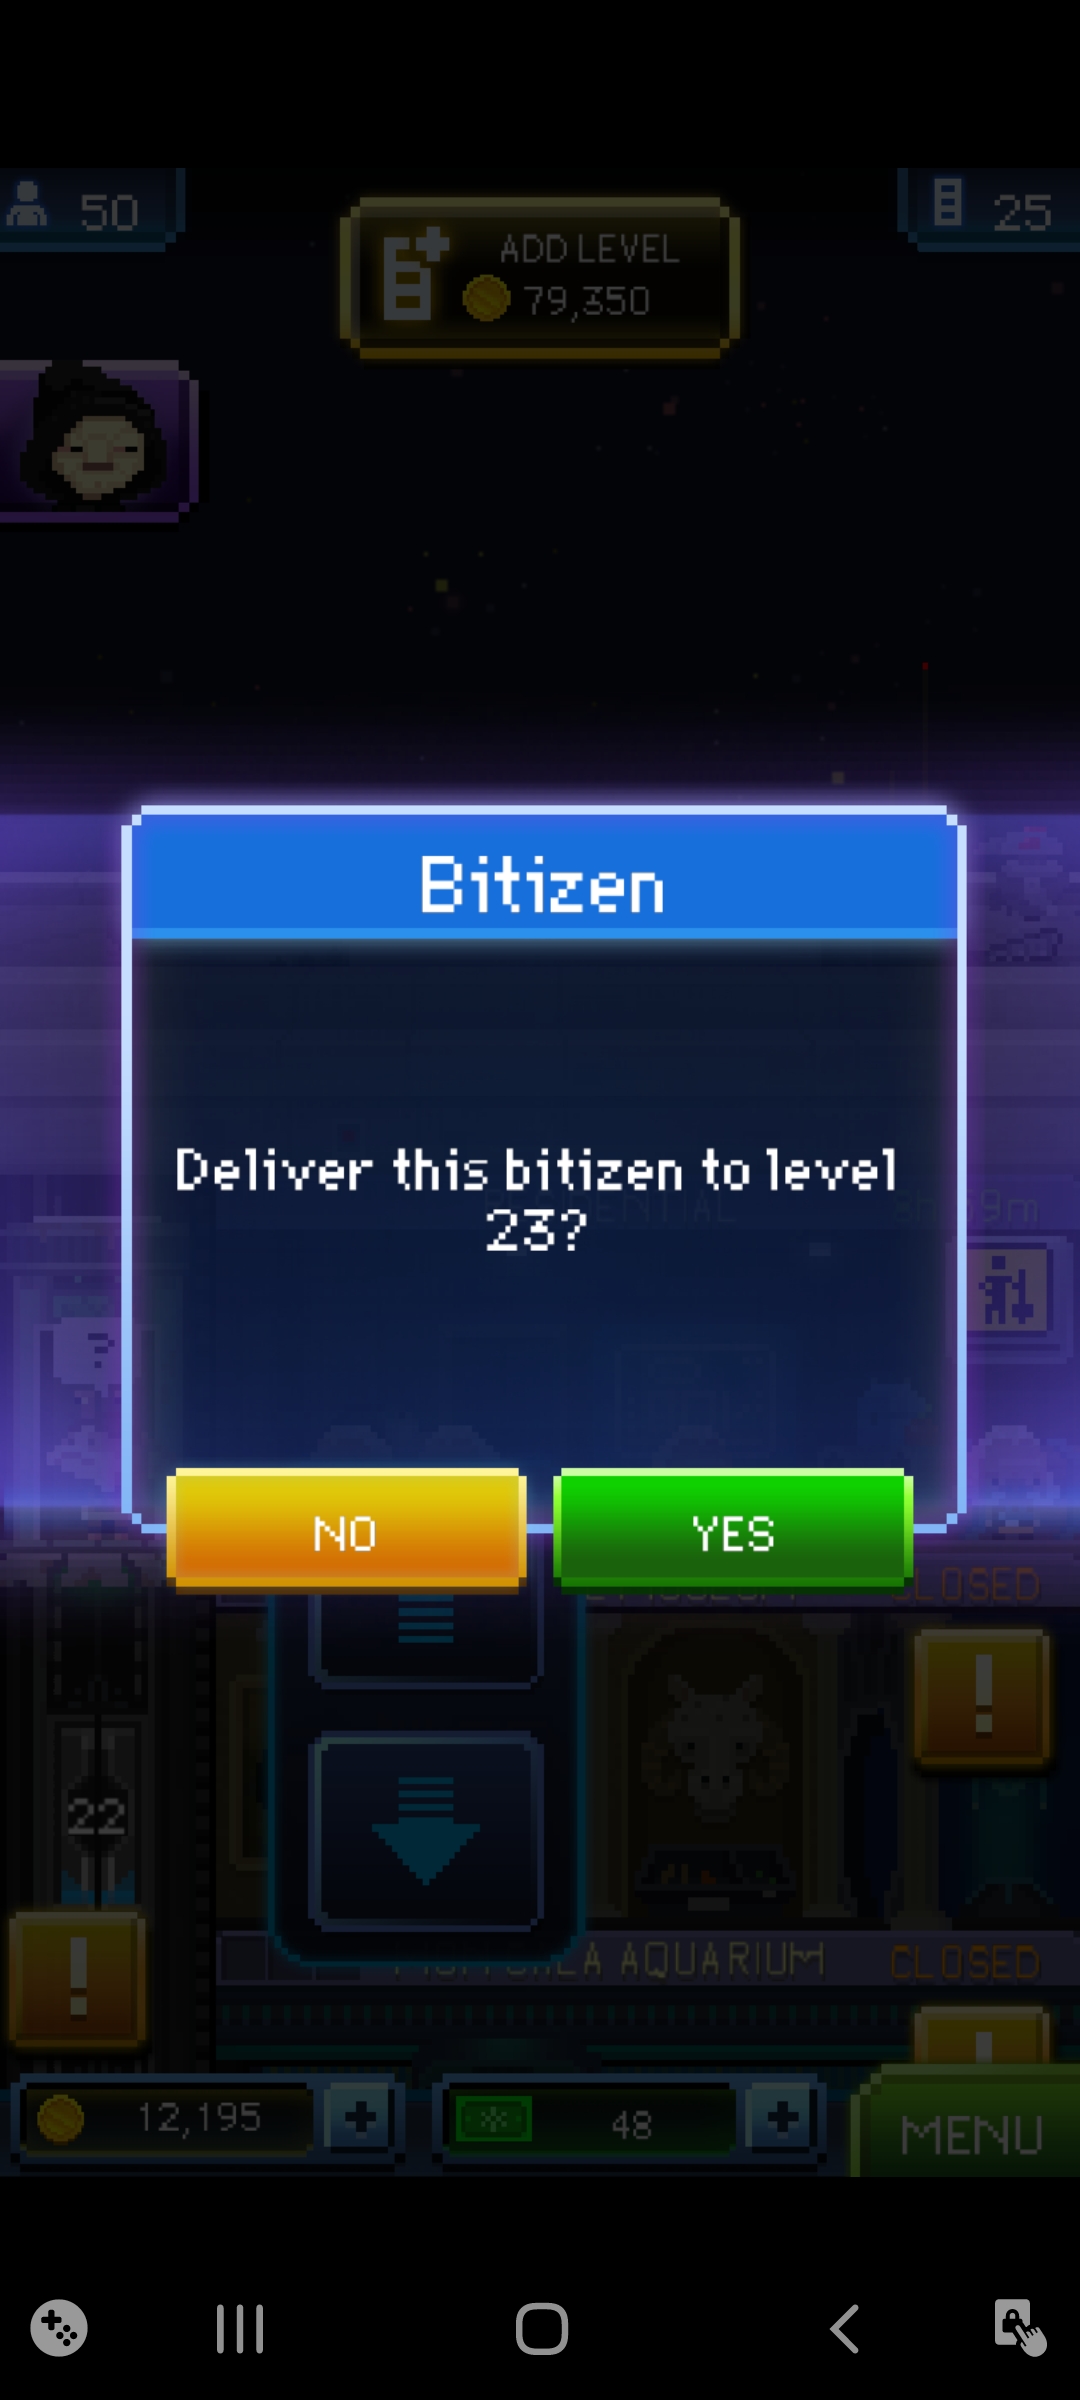 50
25
ADD LEVEL
79,350
Bitizen
Deliver this bitizen to level
23?
NO
YES
CLOSED
22
AQUARIUM
CLOSED
12,195
48
MENU